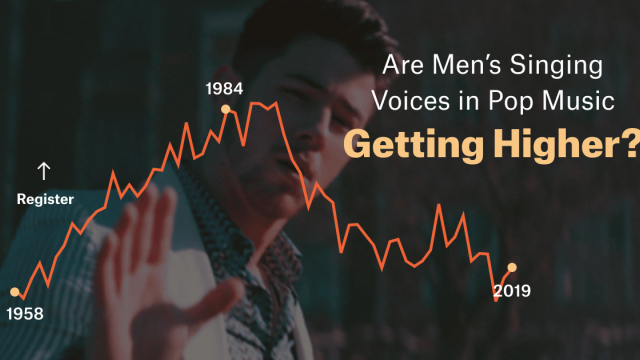 Are Men’s Singing
Voices in Pop Music
Getting Higher?
1984
↑
Register
1958
2019